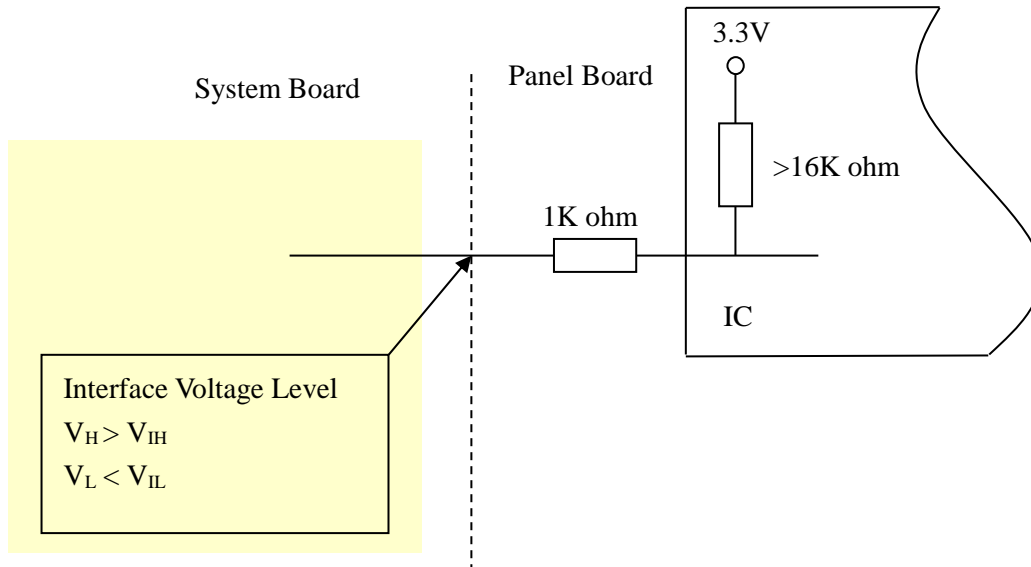 3.3V
System Board
Panel Board
>16K ohm
1K ohm
IC
Interface Voltage Level
VH > VIH
VL < VIL